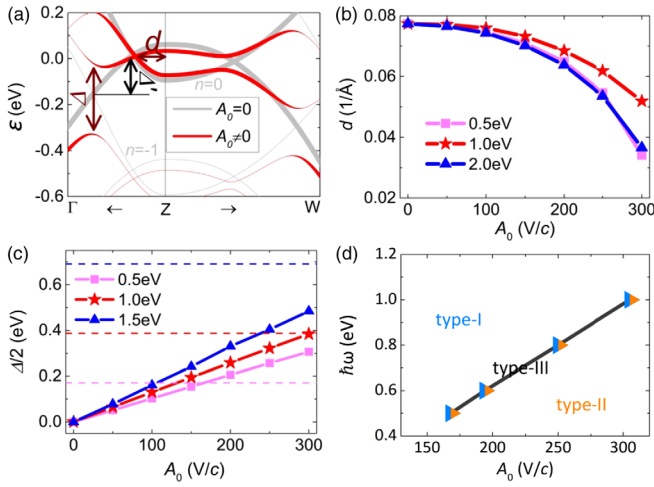 (a)
ε (eV)
0.0
-0.2
-0.4
-0.6
d
Δ
Δ'
n=0
n=-1
A₀=0
A₀≠0
Γ ← Z → W
(b)
d (1/Å)
0.08
0.06
0.04
0.02
0.5eV
1.0eV
2.0eV
0 50 100 150 200 250 300
A₀ (V/c)
(c)
Δ/2 (eV)
0.8
0.6
0.4
0.2
0.0
0.5eV
1.0eV
1.5eV
0 50 100 150 200 250 300
A₀ (V/c)
(d)
ħω (eV)
1.2
1.0
0.8
0.6
0.4
type-I
type-III
type-II
150 200 250 300
A₀ (V/c)